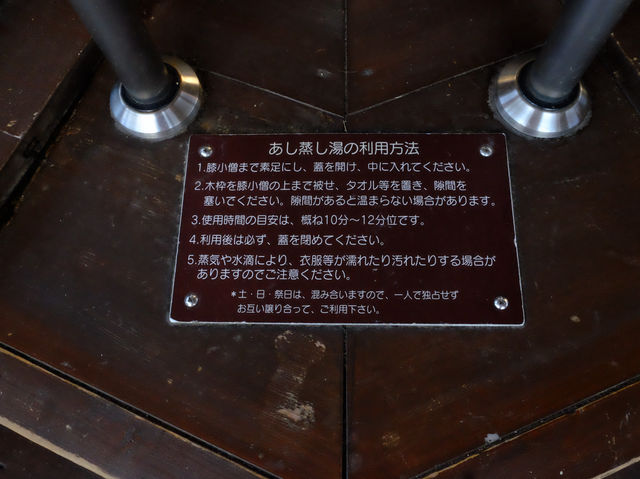 あし蒸し湯の利用方法
1.膝小僧まで素足にし、蓋を開け、中に入れてください。
2.木枠を膝小僧の上まで被せ、タオル等を置き、隙間を
塞いでください。隙間があると温まらない場合があります。
3.使用時間の目安は、概ね10分〜12分位です。
4.利用後は必ず、蓋を閉めてください。
5.蒸気や水滴により、衣服等が濡れたり汚れたりする場合が
ありますのでご注意ください。
*土・日・祭日は、混み合いますので、一人で独占せず
お互い譲り合って、ご利用下さい。